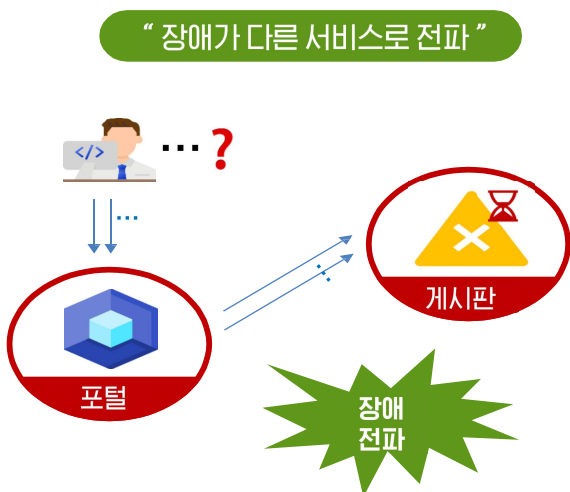 “ 장애가 다른 서비스로 전파 ”
</>
... ?
...
게시판
포털
장애
전파